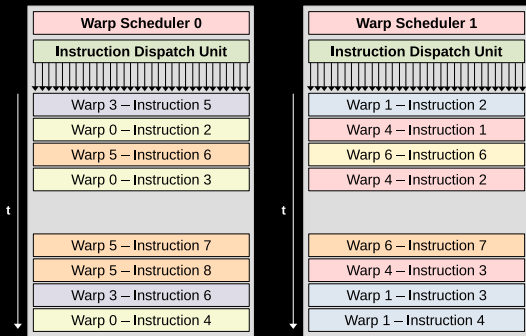 Warp Scheduler 0
Instruction Dispatch Unit
t
Warp 3 – Instruction 5
Warp 0 – Instruction 2
Warp 5 – Instruction 6
Warp 0 – Instruction 3
Warp 5 – Instruction 7
Warp 5 – Instruction 8
Warp 3 – Instruction 6
Warp 0 – Instruction 4
Warp Scheduler 1
Instruction Dispatch Unit
t
Warp 1 – Instruction 2
Warp 4 – Instruction 1
Warp 6 – Instruction 6
Warp 4 – Instruction 2
Warp 6 – Instruction 7
Warp 4 – Instruction 3
Warp 1 – Instruction 3
Warp 1 – Instruction 4